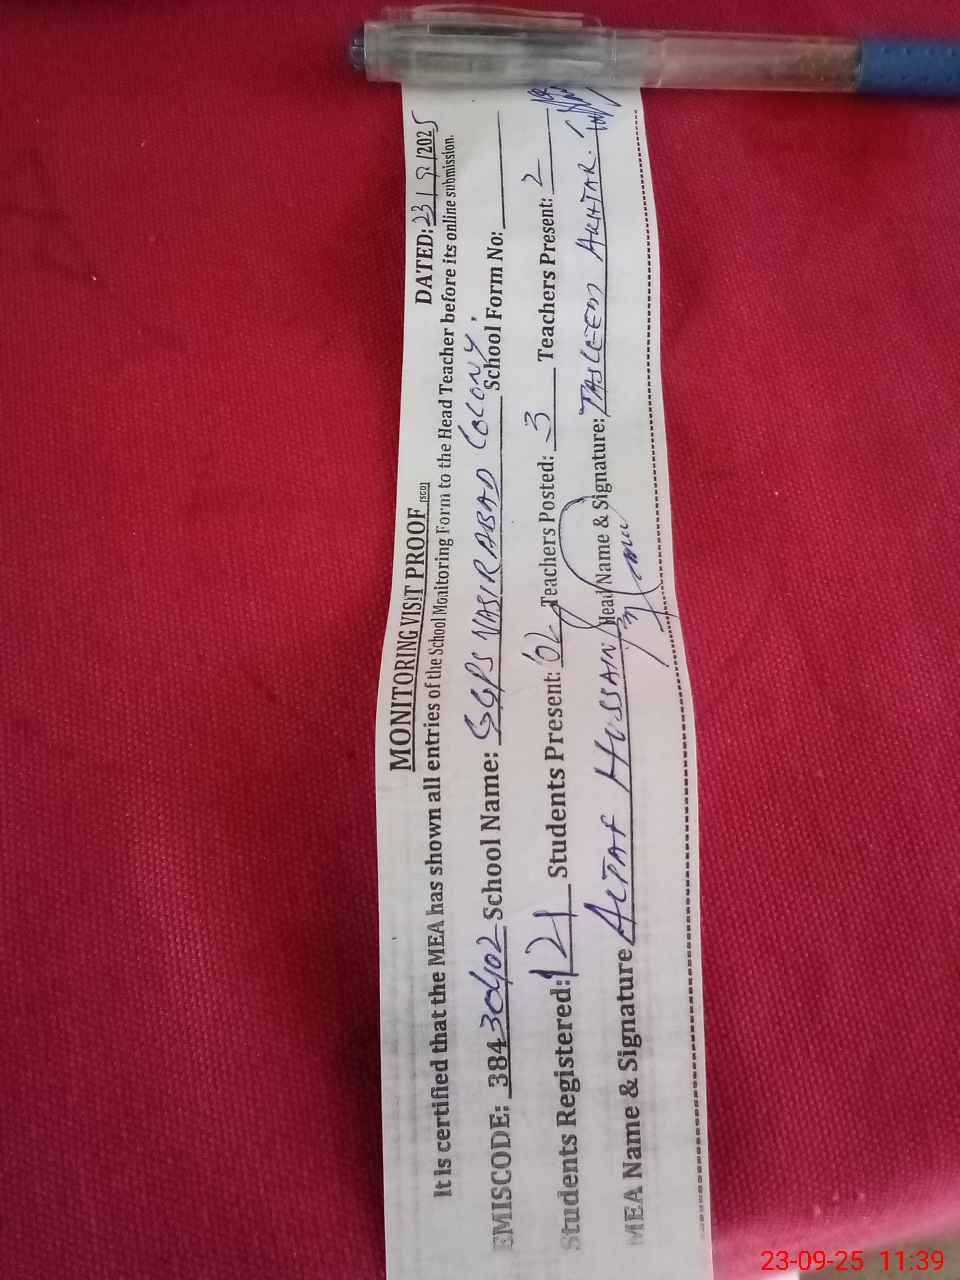 MONITORING VISIT PROOF (SCD) DATED: 23/9/2025
It is certified that the MEA has shown all entries of the School Monitoring Form to the Head Teacher before its online submission.
EMISCODE: 38430402 School Name: GGPS NASIRABAD COLONY. School Form No:
Students Registered: 121 Students Present: 02 Teachers Posted: 3 Teachers Present: 2
MEA Name & Signature ALTAF HUSSAIN Head Name & Signature: TASLEEM AKHTAR.
23-09-25 11:39